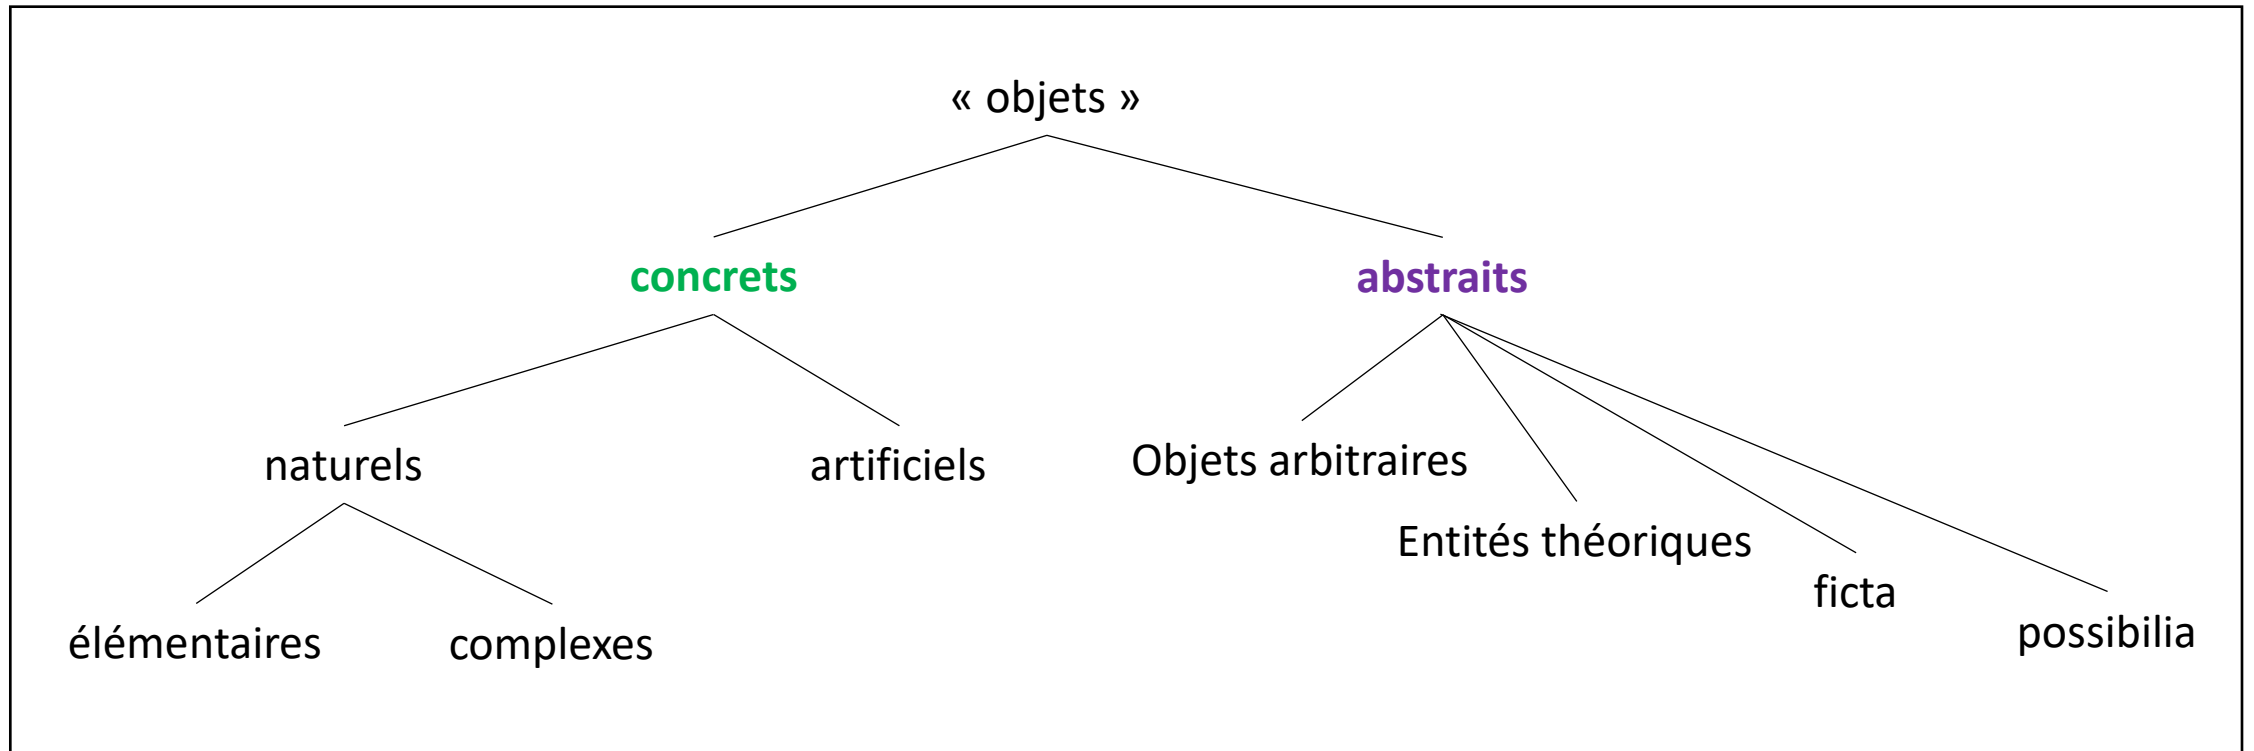 « objets »
concrets
abstraits
naturels
artificiels
Objets arbitraires
Entités théoriques
ficta
possibilia
élémentaires
complexes